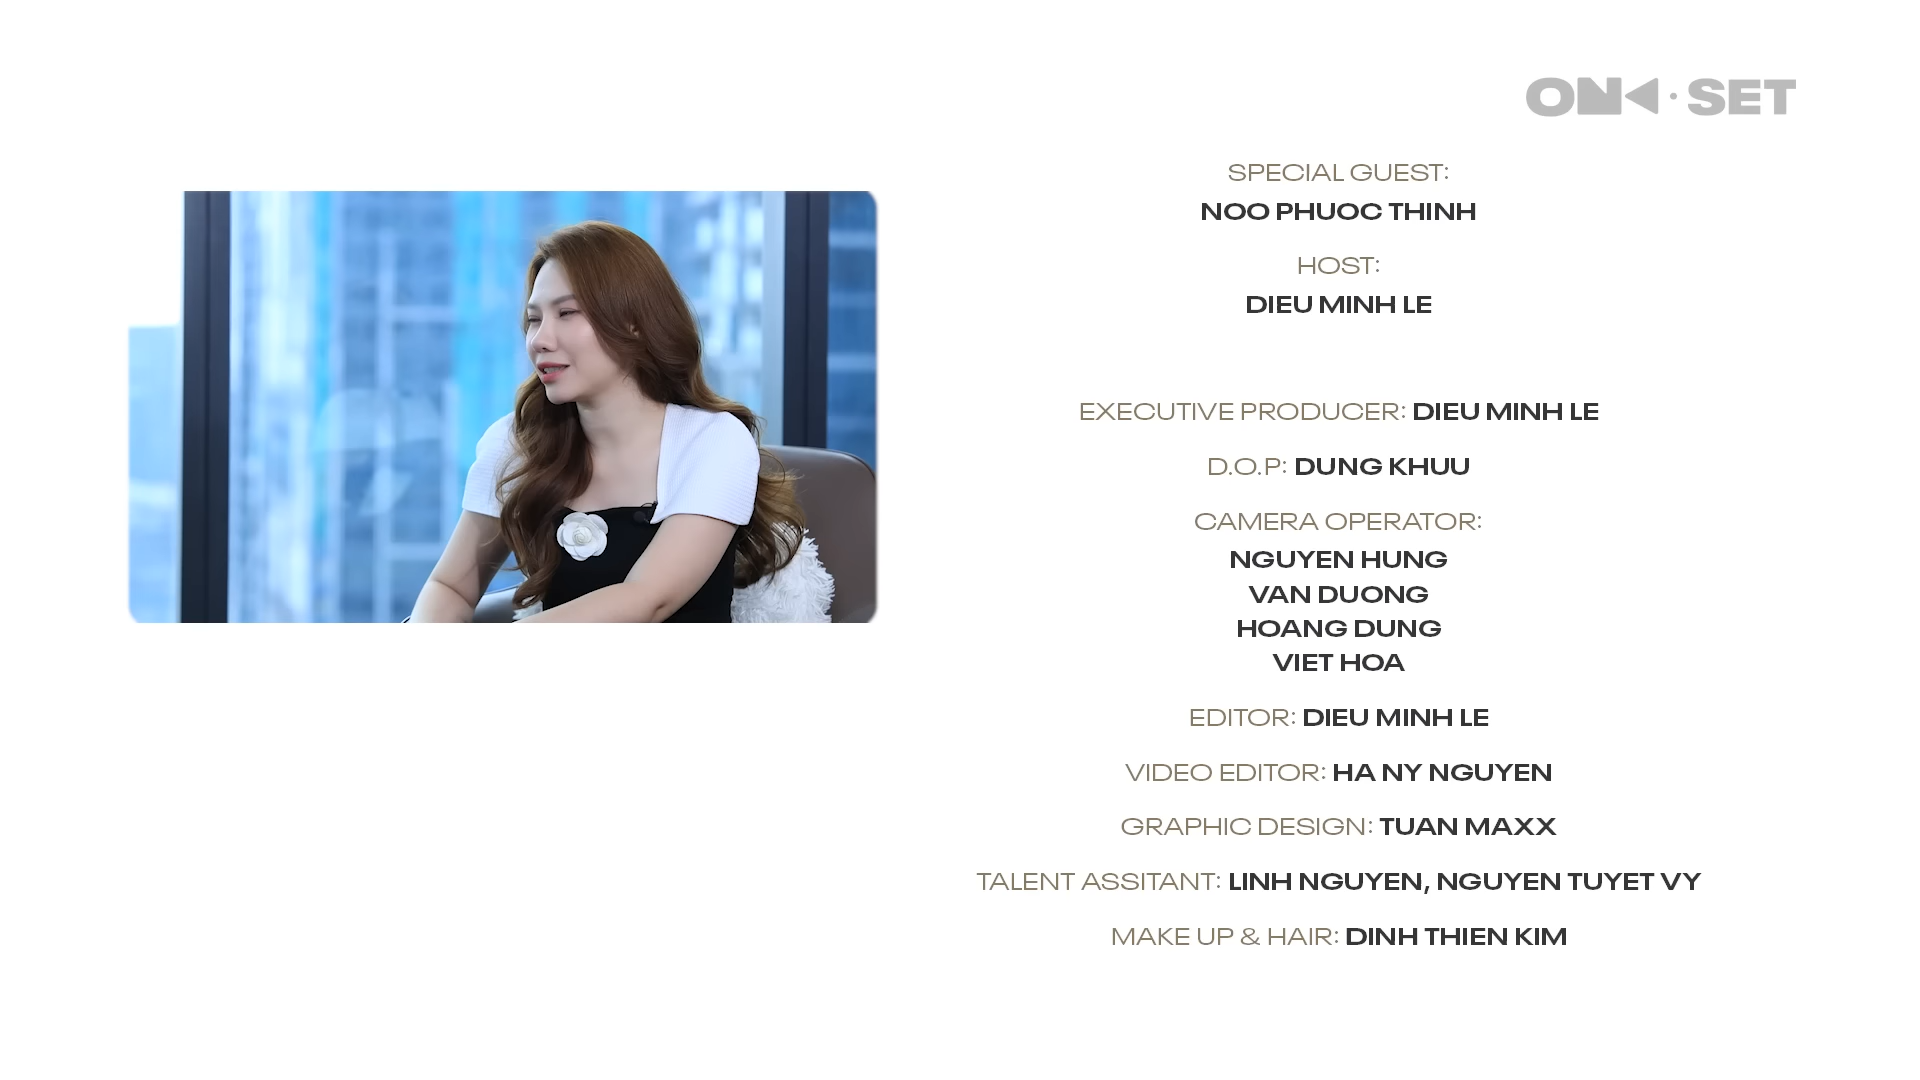 ON SET
SPECIAL GUEST:
NOO PHUOC THINH
HOST:
DIEU MINH LE
EXECUTIVE PRODUCER: DIEU MINH LE
D.O.P: DUNG KHUU
CAMERA OPERATOR:
NGUYEN HUNG
VAN DUONG
HOANG DUNG
VIET HOA
EDITOR: DIEU MINH LE
VIDEO EDITOR: HA NY NGUYEN
GRAPHIC DESIGN: TUAN MAXX
TALENT ASSITANT: LINH NGUYEN, NGUYEN TUYET VY
MAKE UP & HAIR: DINH THIEN KIM